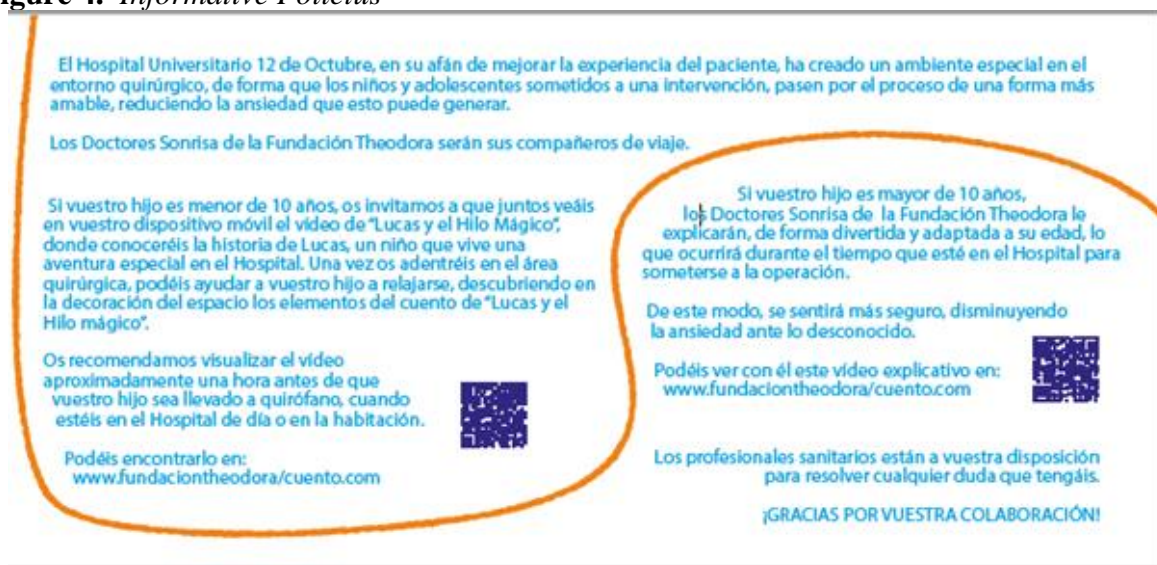 Figure 4. Informative Polietas
El Hospital Universitario 12 de Octubre, en su afán de mejorar la experiencia del paciente, ha creado un ambiente especial en el
entorno quirúrgico, de forma que los niños y adolescentes sometidos a una intervención, pasen por el proceso de una forma más
amable, reduciendo la ansiedad que esto puede generar.
Los Doctores Sonrisa de la Fundación Theodora serán sus compañeros de viaje.
Si vuestro hijo es menor de 10 años, os invitamos a que juntos veáis
en vuestro dispositivo móvil el vídeo de "Lucas y el Hilo Mágico",
donde conoceréis la historia de Lucas, un niño que vive una
aventura especial en el Hospital. Una vez os adentréis en el área
quirúrgica, podéis ayudar a vuestro hijo a relajarse, descubriendo en
la decoración del espacio los elementos del cuento de "Lucas y el
Hilo mágico".
Os recomendamos visualizar el vídeo
aproximadamente una hora antes de que
vuestro hijo sea llevado a quirófano, cuando
estéis en el Hospital de día o en la habitación.
Podéis encontrarlo en:
www.fundaciontheodora/cuento.com
Si vuestro hijo es mayor de 10 años,
los Doctores Sonrisa de la Fundación Theodora le
explicarán, de forma divertida y adaptada a su edad, lo
que ocurrirá durante el tiempo que esté en el Hospital para
someterse a la operación.
De este modo, se sentirá más seguro, disminuyendo
la ansiedad ante lo desconocido.
Podéis ver con él este vídeo explicativo en:
www.fundaciontheodora/cuento.com
Los profesionales sanitarios están a vuestra disposición
para resolver cualquier duda que tengáis.
¡GRACIAS POR VUESTRA COLABORACIÓN!